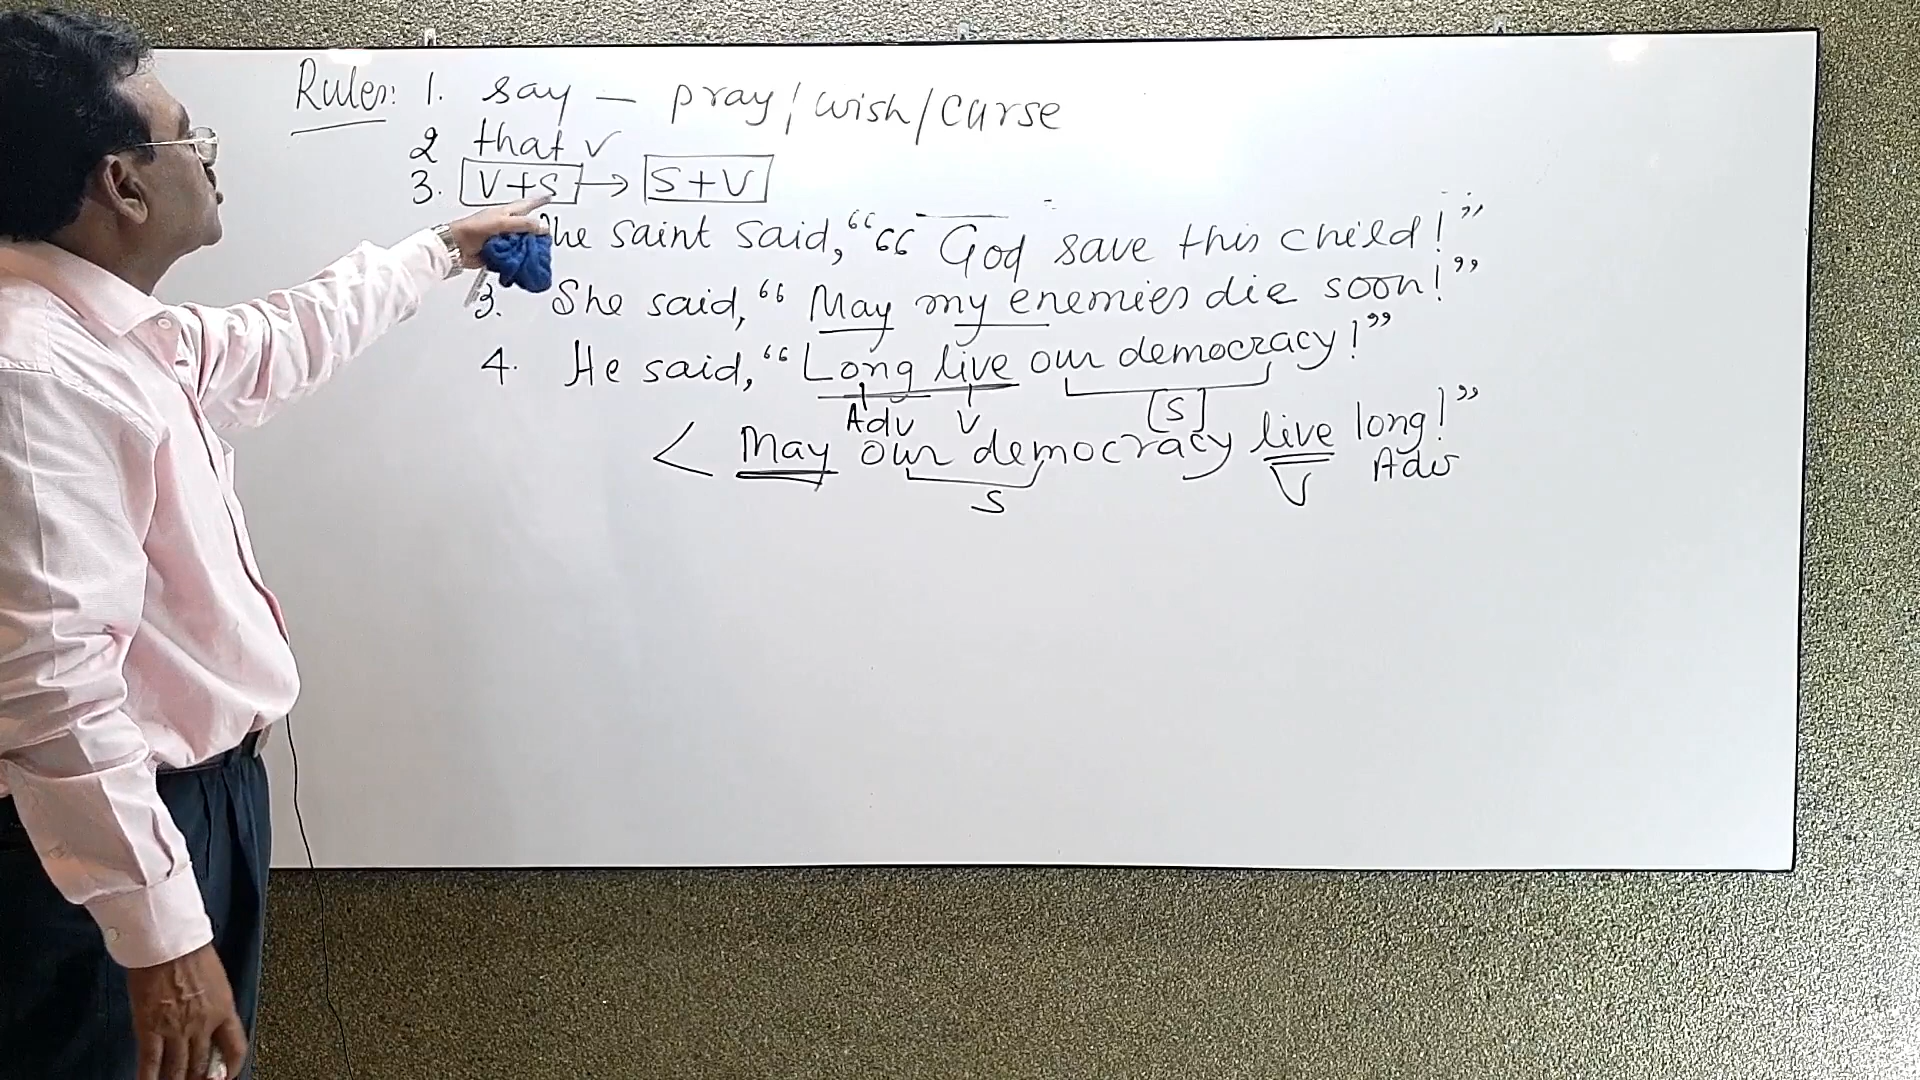 Rules: 1. say — pray/wish/curse
2 that ✓
3. V+S → S+V
he saint said, “ “ God save this child!”
3. She said, “May my enemies die soon!”
4. He said, “Long live our democracy!”
Adv V [S]
< May our democracy live long!”
S V Adv